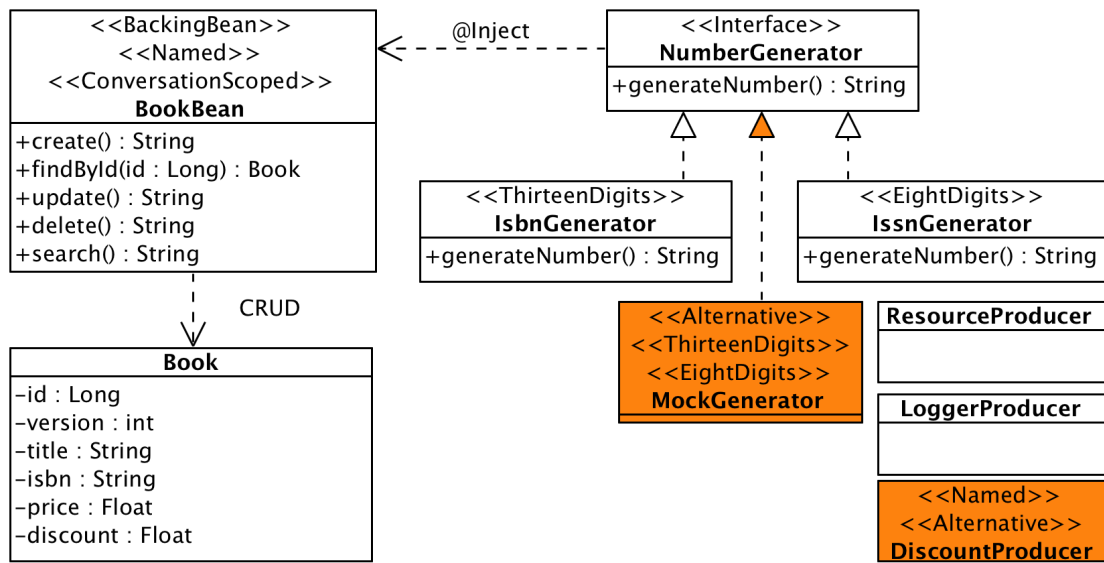 <<BackingBean>>
<<Named>>
<<ConversationScoped>>
BookBean
+create() : String
+findById(id : Long) : Book
+update() : String
+delete() : String
+search() : String
@Inject
<<Interface>>
NumberGenerator
+generateNumber() : String
<<ThirteenDigits>>
IsbnGenerator
+generateNumber() : String
<<EightDigits>>
IssnGenerator
+generateNumber() : String
CRUD
Book
-id : Long
-version : int
-title : String
-isbn : String
-price : Float
-discount : Float
<<Alternative>>
<<ThirteenDigits>>
<<EightDigits>>
MockGenerator
ResourceProducer
LoggerProducer
<<Named>>
<<Alternative>>
DiscountProducer